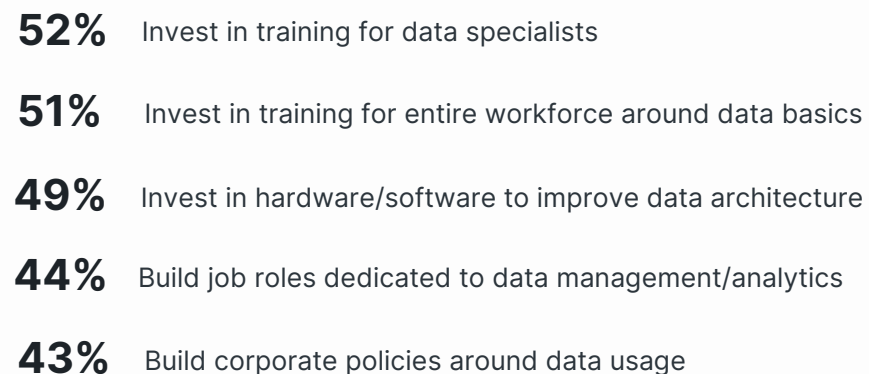 52% Invest in training for data specialists
51% Invest in training for entire workforce around data basics
49% Invest in hardware/software to improve data architecture
44% Build job roles dedicated to data management/analytics
43% Build corporate policies around data usage